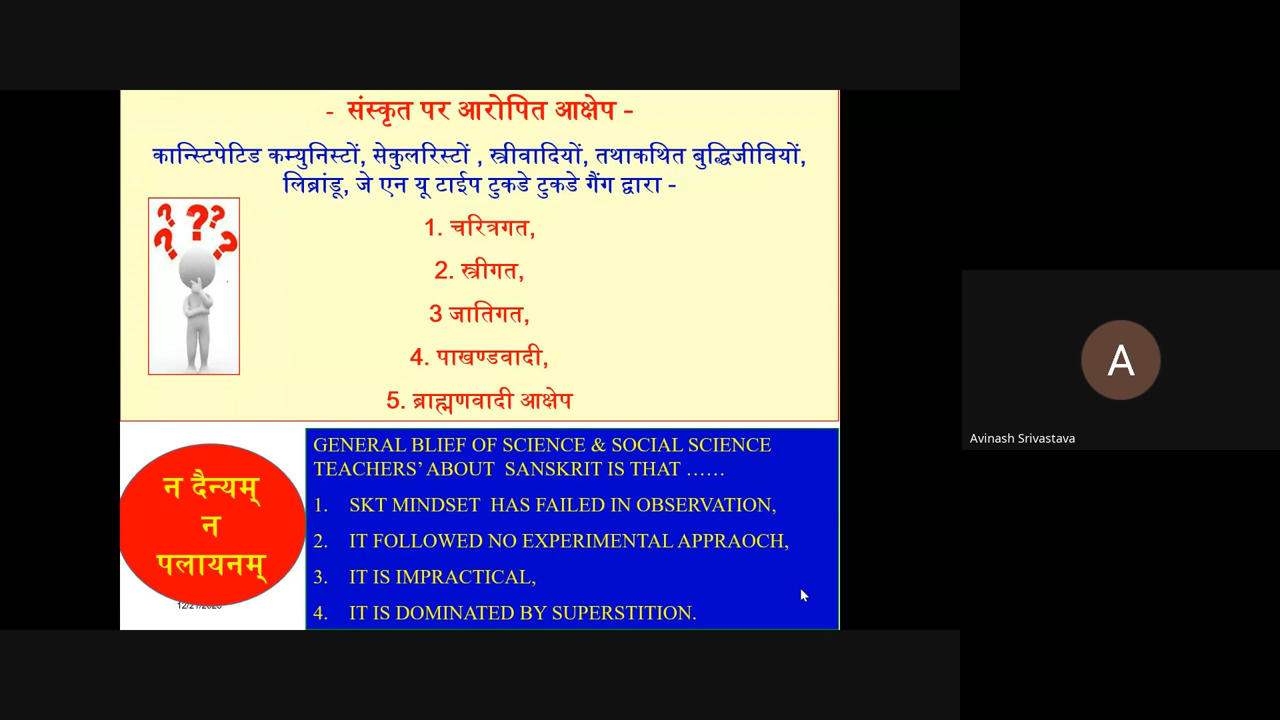 - संस्कृत पर आरोपित आक्षेप -
कान्स्टिपेटिड कम्युनिस्टों, सेकुलरिस्टों , स्त्रीवादियों, तथाकथित बुद्धिजीवियों,
लिब्रांडू, जे एन यू टाईप टुकडे टुकडे गैंग द्वारा -
1. चरित्रगत,
2. स्त्रीगत,
3 जातिगत,
4. पाखण्डवादी,
5. ब्राह्मणवादी आक्षेप
न दैन्यम्
न
पलायनम्
GENERAL BLIEF OF SCIENCE & SOCIAL SCIENCE
TEACHERS' ABOUT SANSKRIT IS THAT ……
1. SKT MINDSET HAS FAILED IN OBSERVATION,
2. IT FOLLOWED NO EXPERIMENTAL APPRAOCH,
3. IT IS IMPRACTICAL,
4. IT IS DOMINATED BY SUPERSTITION.
A
Avinash Srivastava